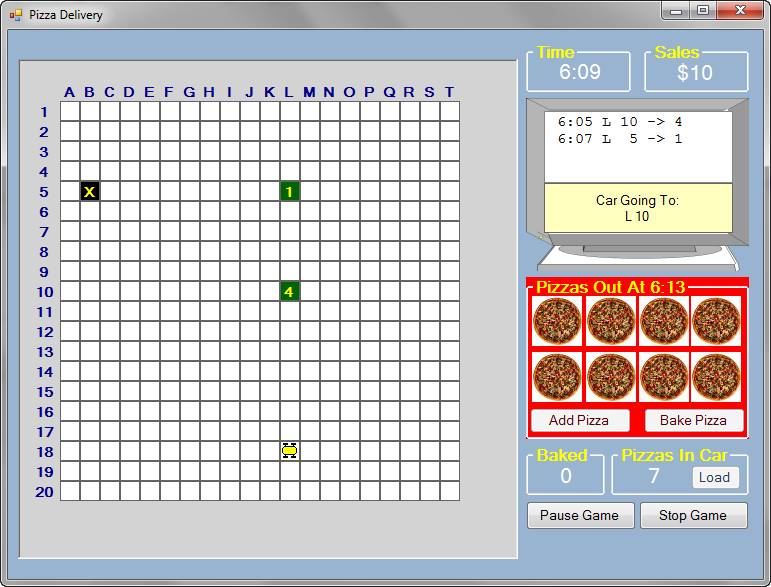 Pizza Delivery
Time
6:09
Sales
$10
A B C D E F G H I J K L M N O P Q R S T
1
2
3
4
5 X 1
6
7
8
9
10 4
11
12
13
14
15
16
17
18
19
20
6:05 L 10 -> 4
6:07 L 5 -> 1
Car Going To:
L 10
Pizzas Out At 6:13
Add Pizza
Bake Pizza
Baked
0
Pizzas In Car
7
Load
Pause Game
Stop Game